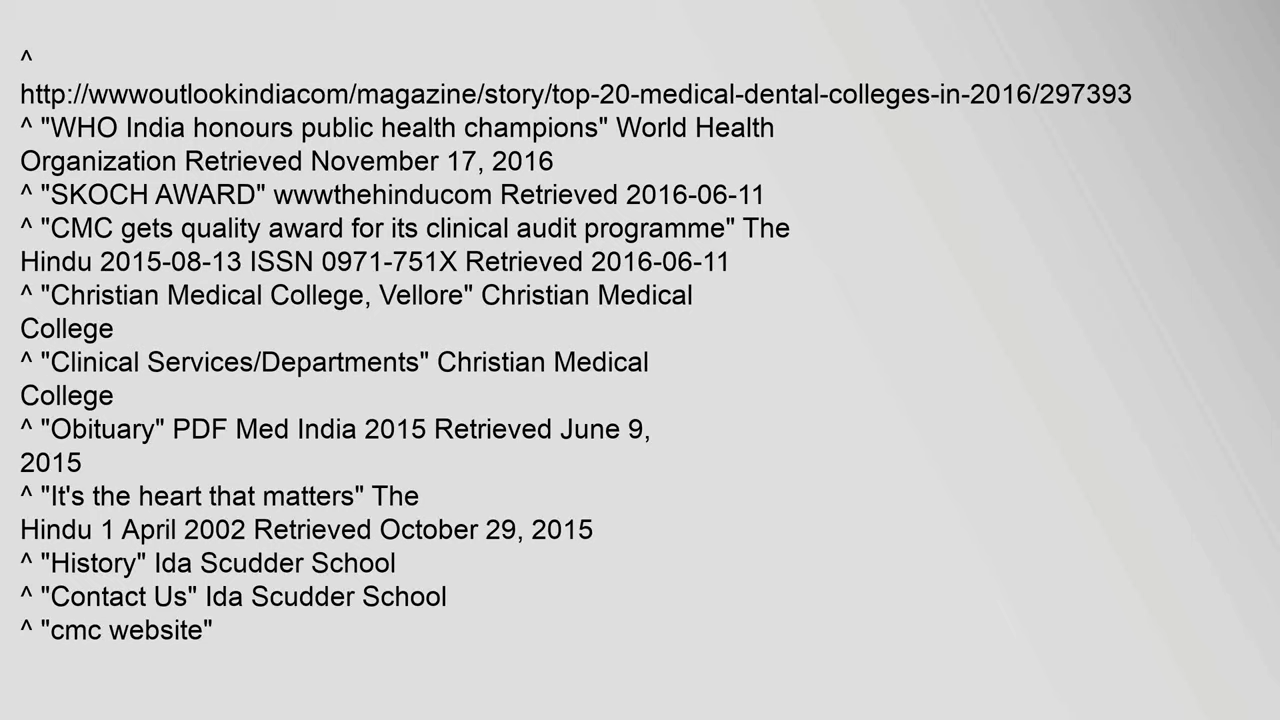 ^
http://wwwoutlookindiacom/magazine/story/top-20-medical-dental-colleges-in-2016/297393
^ "WHO India honours public health champions" World Health
Organization Retrieved November 17, 2016
^ "SKOCH AWARD" wwwthehinducom Retrieved 2016-06-11
^ "CMC gets quality award for its clinical audit programme" The
Hindu 2015-08-13 ISSN 0971-751X Retrieved 2016-06-11
^ "Christian Medical College, Vellore" Christian Medical
College
^ "Clinical Services/Departments" Christian Medical
College
^ "Obituary" PDF Med India 2015 Retrieved June 9,
2015
^ "It's the heart that matters" The
Hindu 1 April 2002 Retrieved October 29, 2015
^ "History" Ida Scudder School
^ "Contact Us" Ida Scudder School
^ "cmc website"